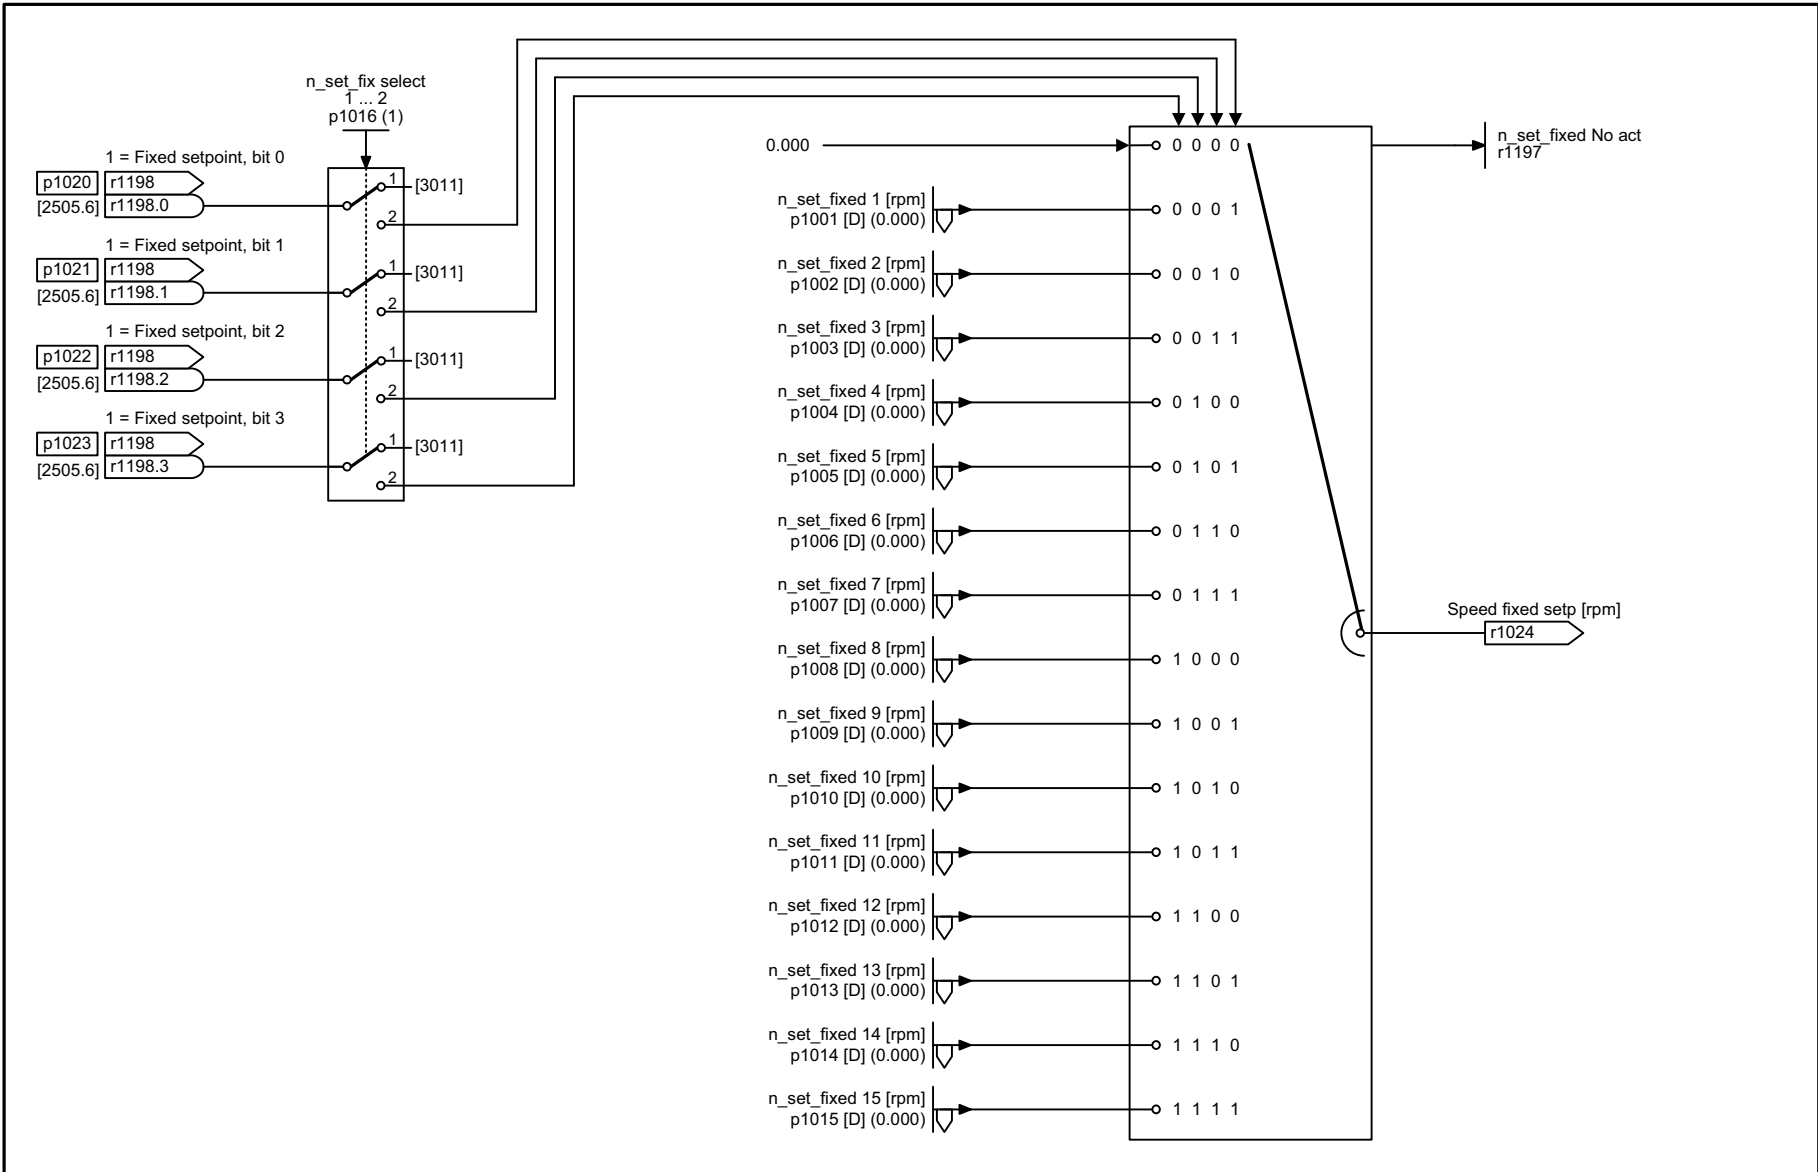 n_set_fix select
1 ... 2
p1016 (1)
1 = Fixed setpoint, bit 0
p1020 r1198
[2505.6] r1198.0
1 [3011]
2
1 = Fixed setpoint, bit 1
p1021 r1198
[2505.6] r1198.1
1 [3011]
2
1 = Fixed setpoint, bit 2
p1022 r1198
[2505.6] r1198.2
1 [3011]
2
1 = Fixed setpoint, bit 3
p1023 r1198
[2505.6] r1198.3
1 [3011]
2
0.000
0 0 0 0
n_set_fixed No act
r1197
n_set_fixed 1 [rpm]
p1001 [D] (0.000)
0 0 0 1
n_set_fixed 2 [rpm]
p1002 [D] (0.000)
0 0 1 0
n_set_fixed 3 [rpm]
p1003 [D] (0.000)
0 0 1 1
n_set_fixed 4 [rpm]
p1004 [D] (0.000)
0 1 0 0
n_set_fixed 5 [rpm]
p1005 [D] (0.000)
0 1 0 1
n_set_fixed 6 [rpm]
p1006 [D] (0.000)
0 1 1 0
n_set_fixed 7 [rpm]
p1007 [D] (0.000)
0 1 1 1
Speed fixed setp [rpm]
r1024
n_set_fixed 8 [rpm]
p1008 [D] (0.000)
1 0 0 0
n_set_fixed 9 [rpm]
p1009 [D] (0.000)
1 0 0 1
n_set_fixed 10 [rpm]
p1010 [D] (0.000)
1 0 1 0
n_set_fixed 11 [rpm]
p1011 [D] (0.000)
1 0 1 1
n_set_fixed 12 [rpm]
p1012 [D] (0.000)
1 1 0 0
n_set_fixed 13 [rpm]
p1013 [D] (0.000)
1 1 0 1
n_set_fixed 14 [rpm]
p1014 [D] (0.000)
1 1 1 0
n_set_fixed 15 [rpm]
p1015 [D] (0.000)
1 1 1 1